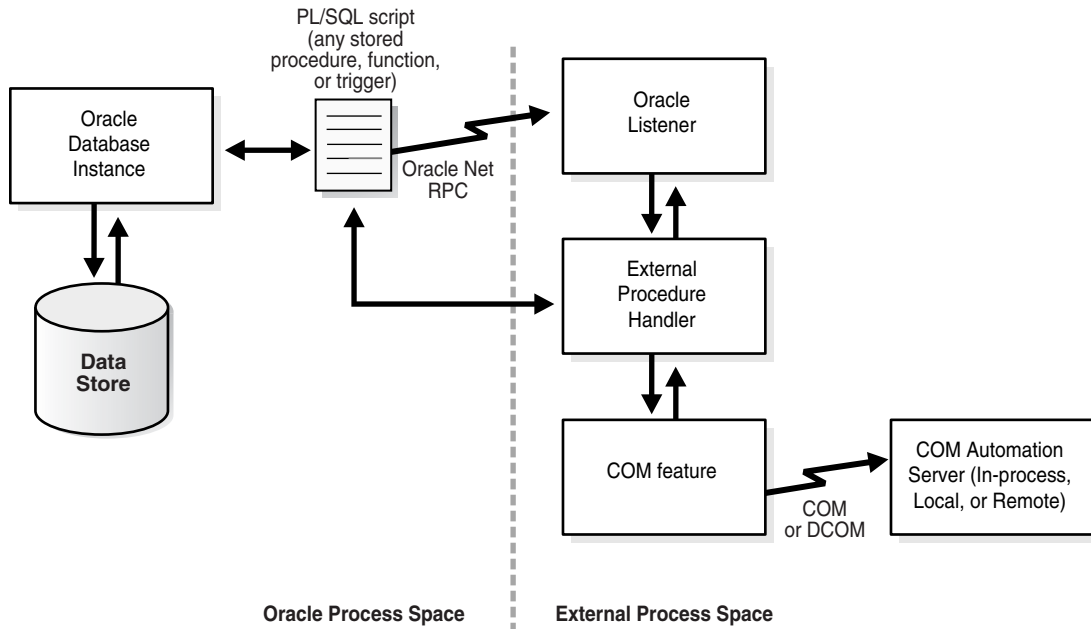 PL/SQL script
(any stored
procedure, function,
or trigger)
Oracle
Database
Instance
Oracle
Listener
Oracle Net
RPC
External
Procedure
Handler
Data
Store
COM feature
COM Automation
Server (In-process,
Local, or Remote)
COM
or DCOM
Oracle Process Space
External Process Space